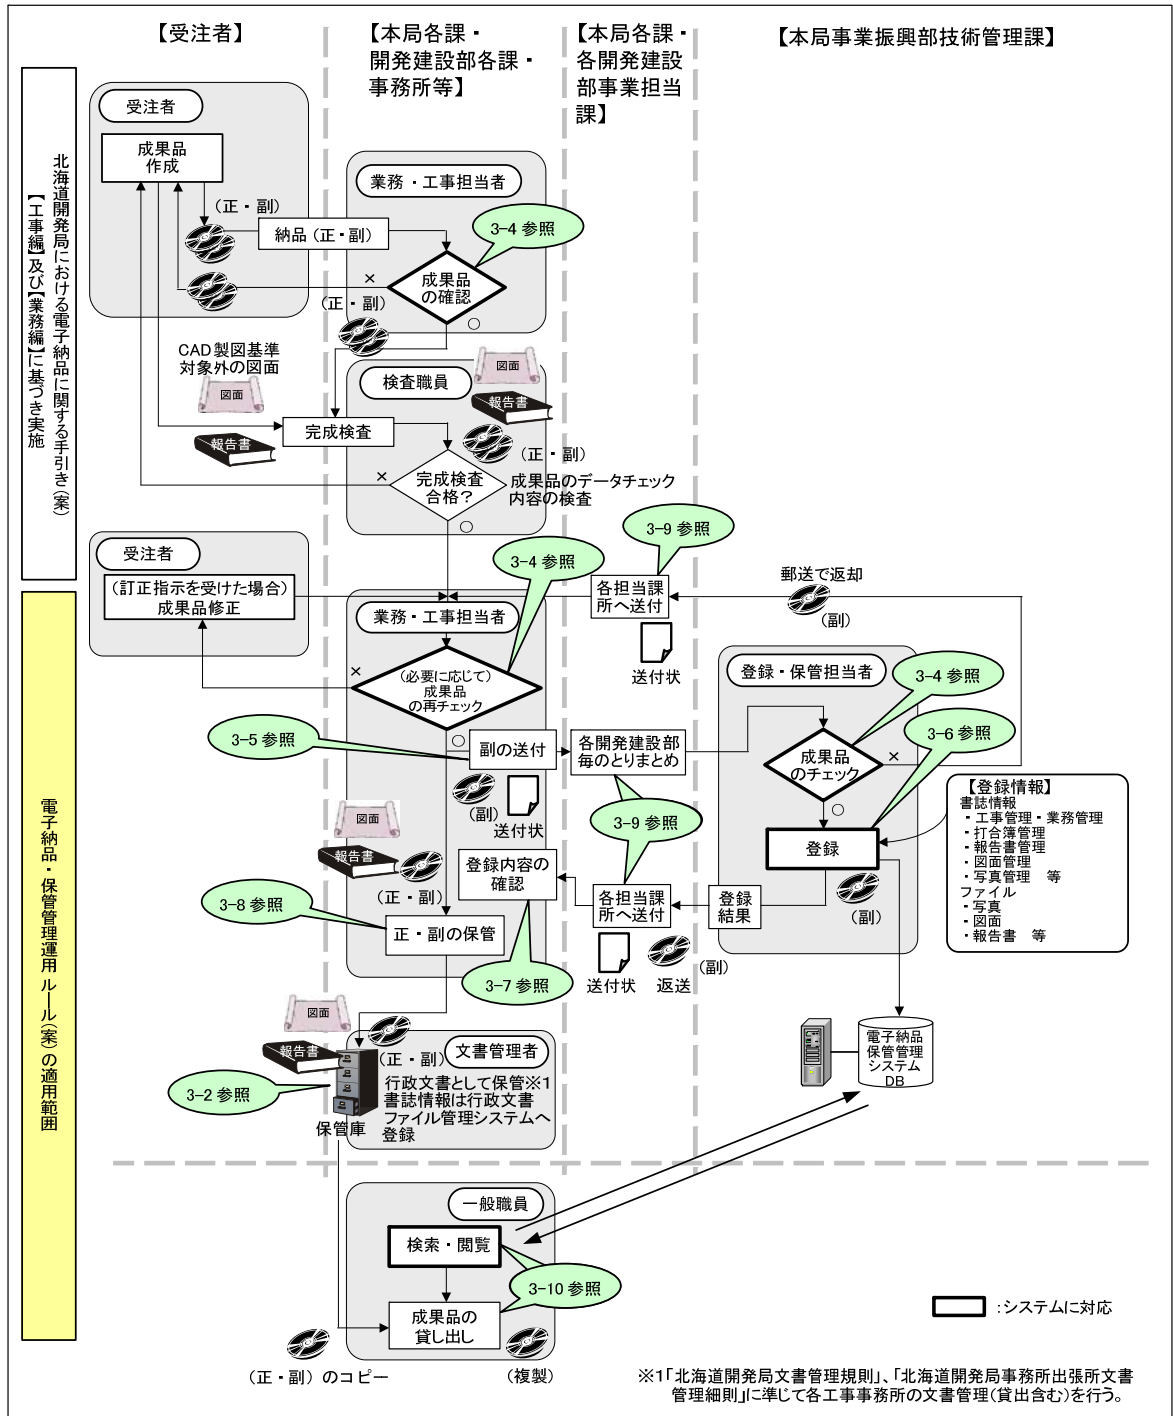 【受注者】
【本局各課・
開発建設部各課・
事務所等】
【本局各課・
各開発建設
部事業担当
課】
【本局事業振興部技術管理課】
北海道開発局における電子納品に関する手引き(案)
【工事編】及び【業務編】に基づき実施
受注者
成果品
作成
(正・副)
納品(正・副)
業務・工事担当者
3-4 参照
成果品
の確認
×
(正・副)
○
CAD製図基準
対象外の図面
図面
報告書
検査職員
図面
報告書
完成検査
(正・副)
×
完成検査
合格?
成果品のデータチェック
内容の検査
○
電子納品・保管管理運用ルール(案)の適用範囲
受注者
(訂正指示を受けた場合)
成果品修正
3-4 参照
3-9 参照
業務・工事担当者
各担当課
所へ送付
郵送で返却
(副)
送付状
×
(必要に応じて)
成果品
の再チェック
登録・保管担当者
3-4 参照
3-5 参照
○
副の送付
各開発建設部
毎のとりまとめ
3-6 参照
成果品
のチェック
×
(副)
送付状
○
【登録情報】
書誌情報
・工事管理・業務管理
・打合簿管理
・報告書管理
・図面管理
・写真管理 等
ファイル
・写真
・図面
・報告書 等
図面
3-9 参照
登録
報告書
登録内容の
確認
(正・副)
3-8 参照
正・副の保管
各担当課
所へ送付
登録
結果
(副)
3-7 参照
送付状
返送
(副)
図面
報告書
(正・副)
文書管理者
3-2 参照
行政文書として保管※1
書誌情報は行政文書
ファイル管理システムへ
登録
保管庫
電子納品
保管管理
システム
DB
一般職員
検索・閲覧
3-10 参照
成果品の
貸し出し
(正・副)のコピー
(複製)
:システムに対応
※1「北海道開発局文書管理規則」、「北海道開発局事務所出張所文書
管理細則」に準じて各工事事務所の文書管理(貸出含む)を行う。